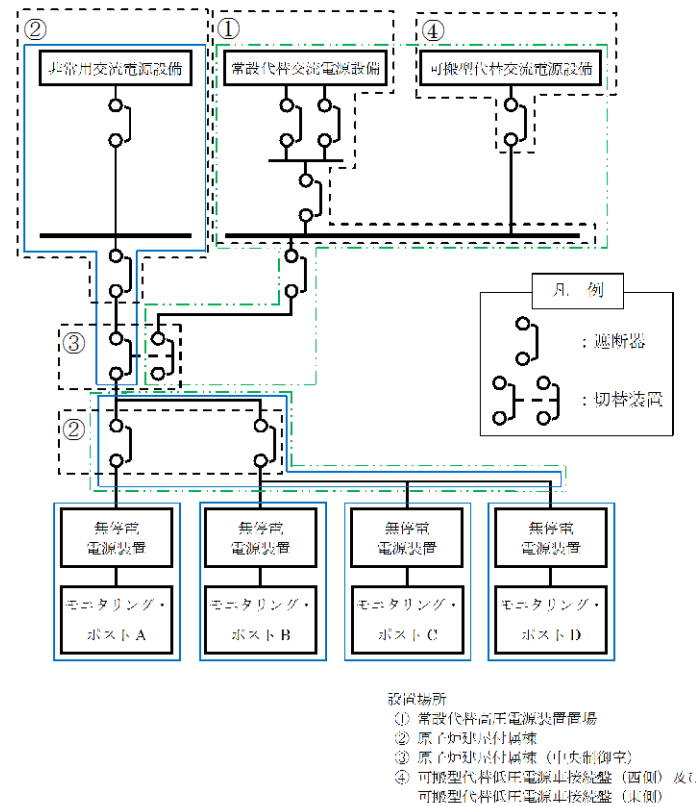 ② ① ④
非常用交流電源設備 常設代替交流電源設備 可搬型代替交流電源設備
凡 例
：遮断器
③
：切替装置
②
無停電
電源装置
無停電
電源装置
無停電
電源装置
無停電
電源装置
モニタリング・
ポストA
モニタリング・
ポストB
モニタリング・
ポストC
モニタリング・
ポストD
設置場所
① 常設代替高圧電源装置置場
② 原子炉建屋付属棟
③ 原子炉建屋付属棟（中央制御室）
④ 可搬型代替低圧電源車接続盤（西側）及び
可搬型代替低圧電源車接続盤（東側）